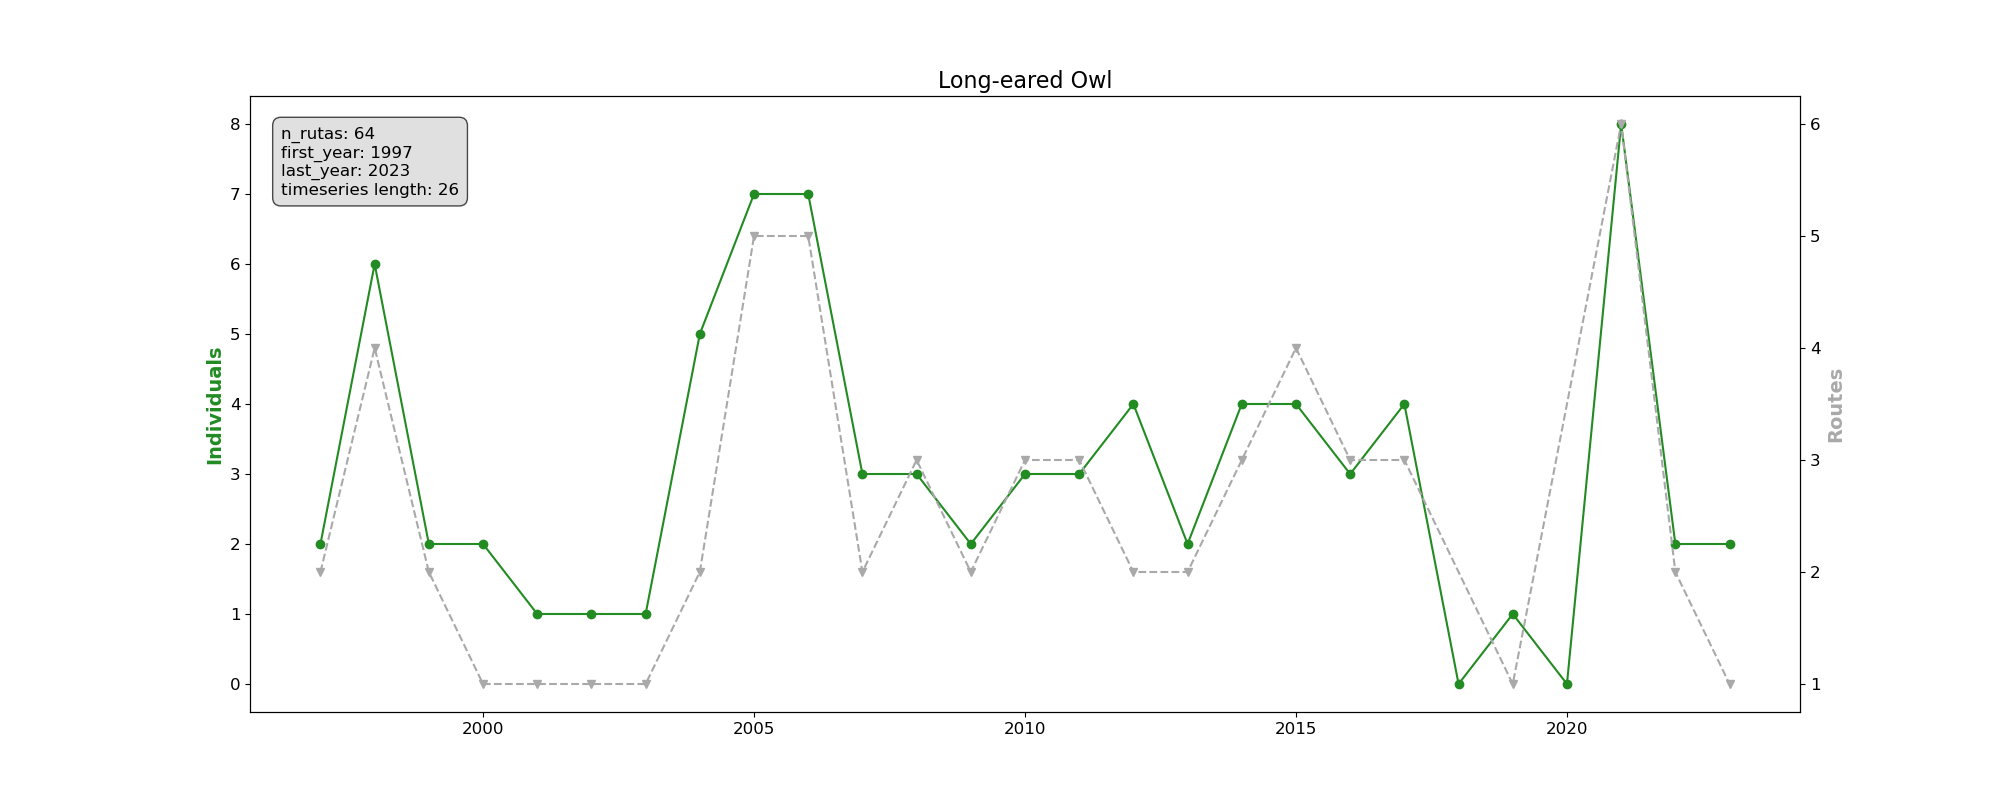 Long-eared Owl
n_rutas: 64
first_year: 1997
last_year: 2023
timeseries length: 26
8
7
6
5
4
3
2
1
0
Individuals
6
5
4
3
2
1
Routes
2000
2005
2010
2015
2020